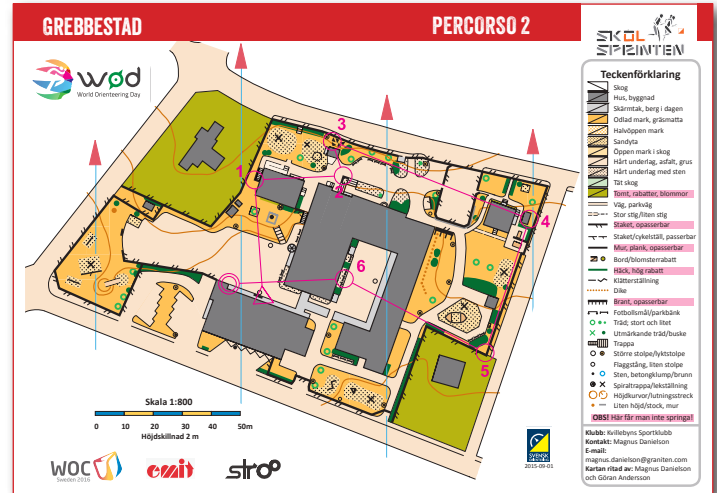 GREBBESTAD
PERCORSO 2
SKOL
SPRINTEN
wod
World Orienteering Day
Teckenförklaring
Skog
Hus, byggnad
Skärmtak, berg i dagen
Odlad mark, gräsmatta
Halvöppen mark
Sandyta
Öppen mark i skog
Hårt underlag, asfalt, grus
Hårt underlag med sten
Tät skog
Tomt, rabatter, blommor
Väg, parkväg
Stor stig/liten stig
Staket, opasserbar
Staket/cykelställ, passerbar
Mur, plank, opasserbar
Bord/blomsterrabatt
Häck, hög rabatt
Klätterställning
Dike
Brant, opasserbar
Fotbollsmål/parkbänk
Träd; stort och litet
Utmärkande träd/buske
Trappa
Större stolpe/lyktstolpe
Flaggstång, liten stolpe
Sten, betongklump/brunn
Spiraltrappa/lekställning
Höjdkurvor/lutningsstreck
Liten höjd/stock, mur
OBS! Här får man inte springa!
Klubb: Kvillebyns Sportklubb
Kontakt: Magnus Danielson
E-mail:
magnus.danielson@graniten.com
Kartan ritad av: Magnus Danielson
och Göran Andersson
3
1
2
4
6
5
Skala 1:800
0 10 20 30 40 50m
Höjdskillnad 2 m
WOC
Sweden 2016
emit
stroo
SVENSK
2015-09-01